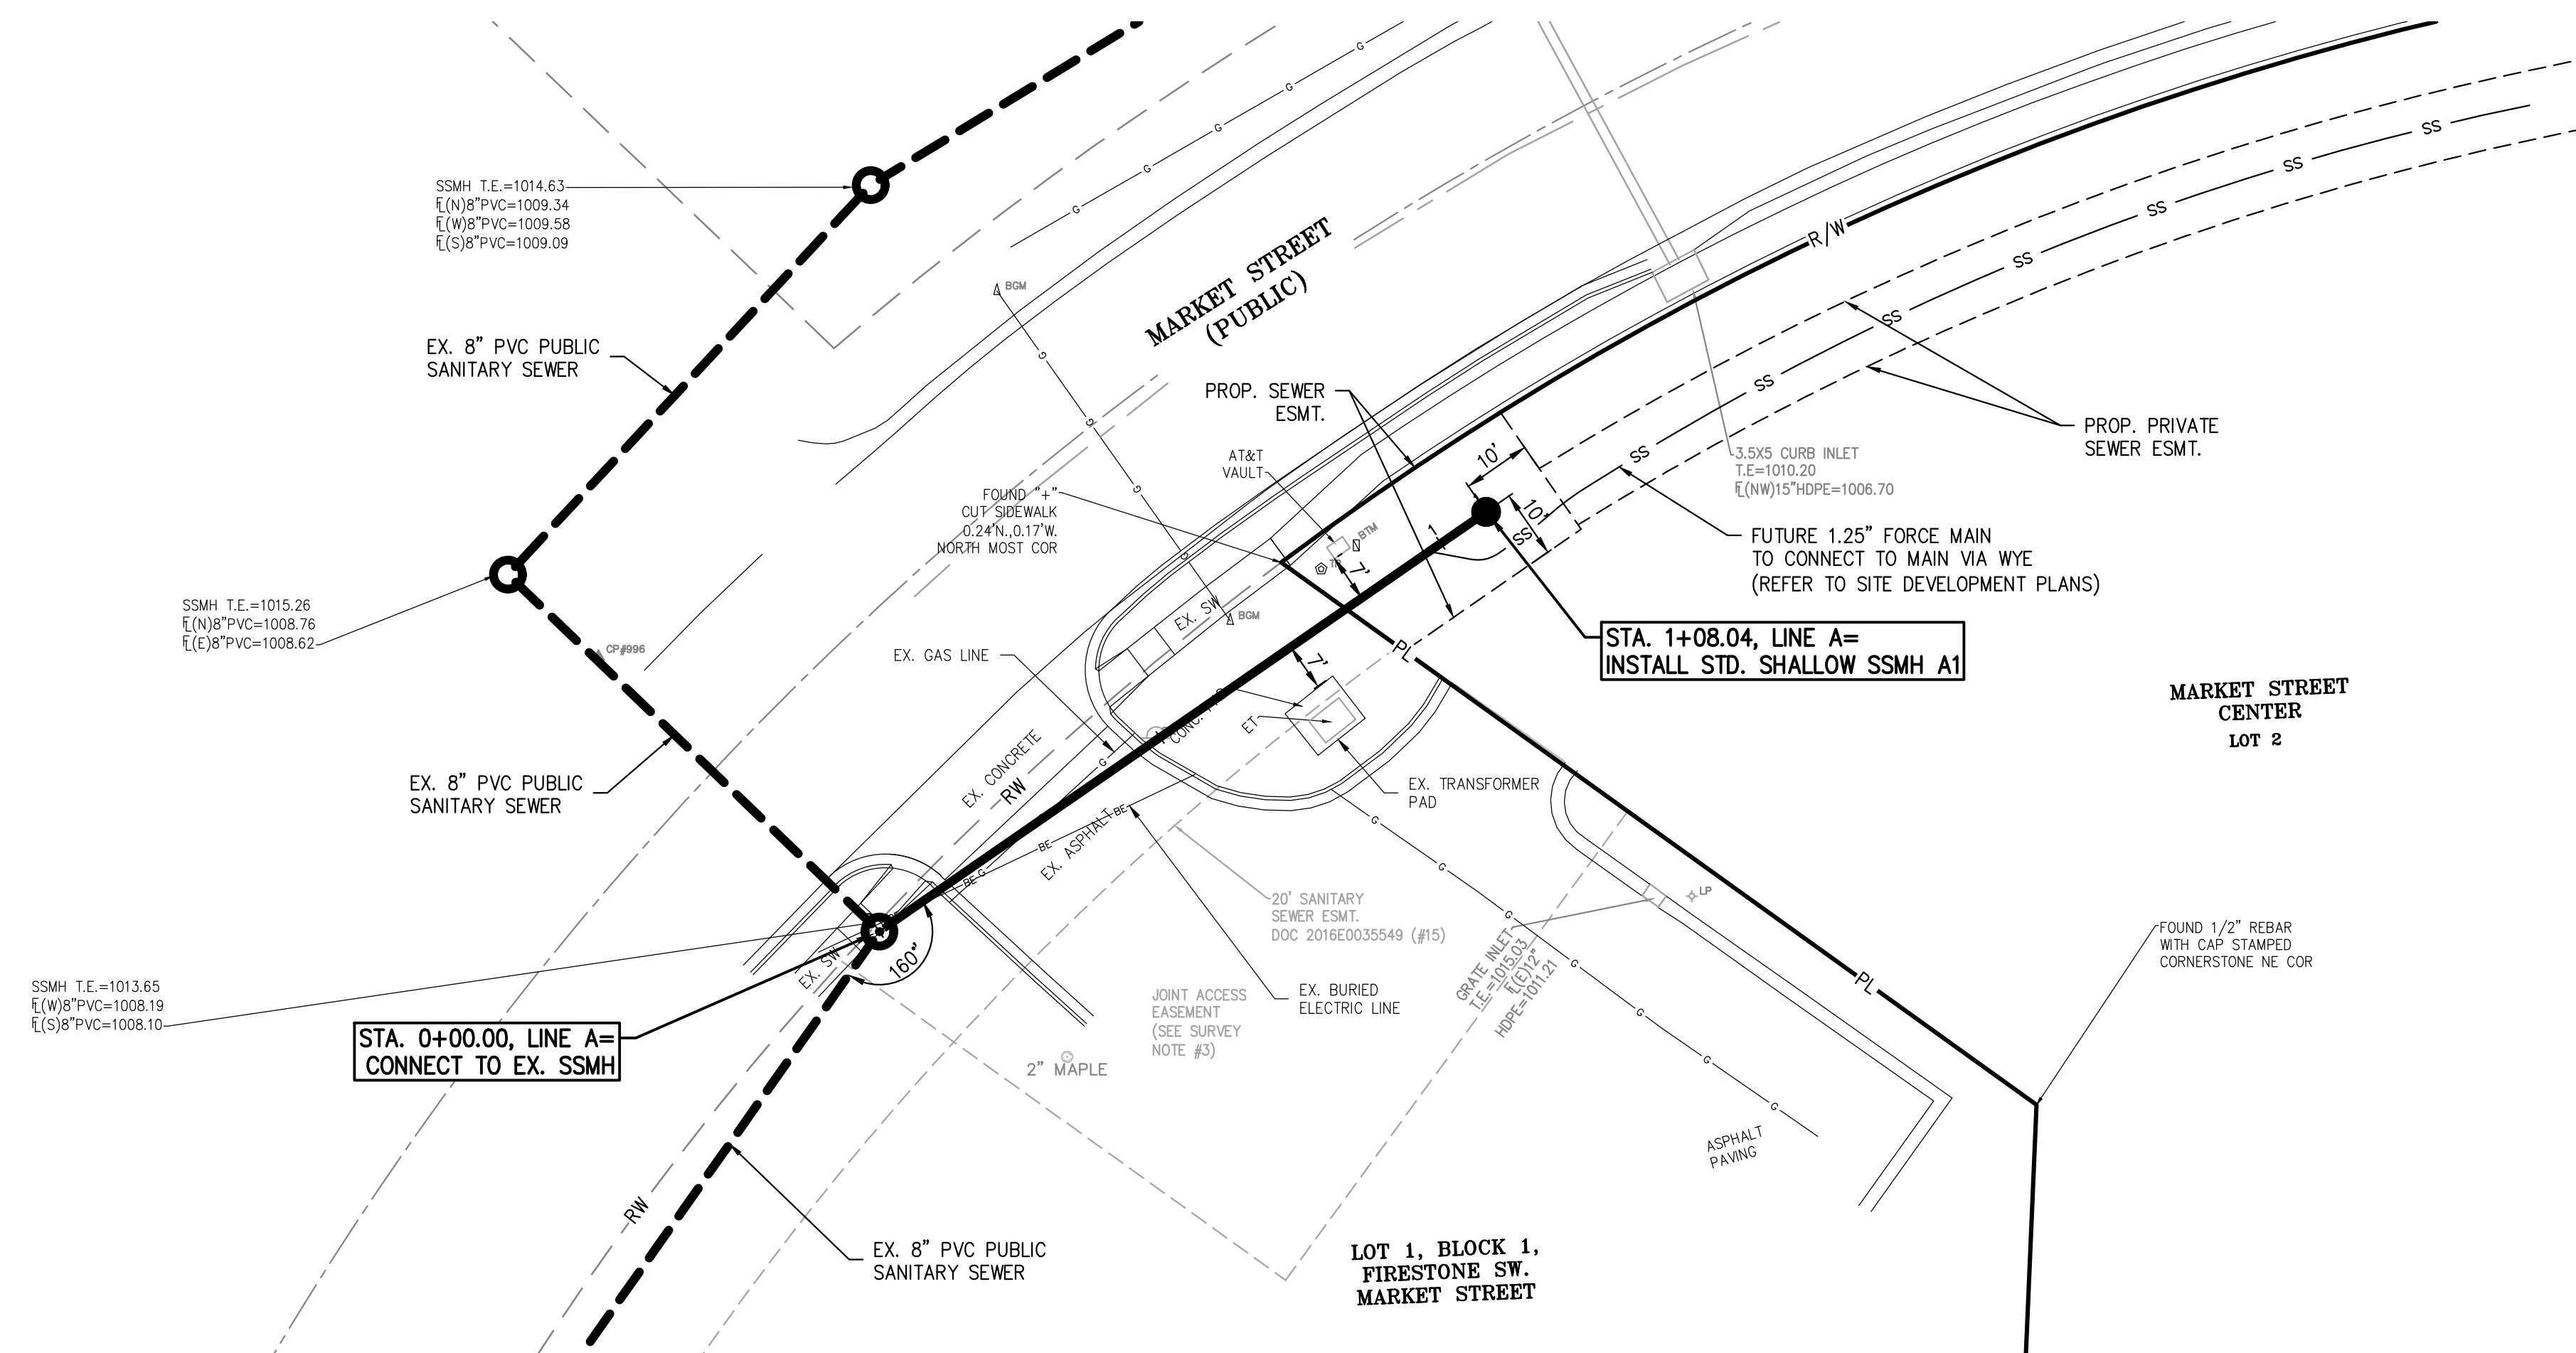 SSMH T.E.=1014.63
℄(N)8"PVC=1009.34
℄(W)8"PVC=1009.58
℄(S)8"PVC=1009.09
EX. 8" PVC PUBLIC
SANITARY SEWER
SSMH T.E.=1015.26
℄(N)8"PVC=1008.76
℄(E)8"PVC=1008.62
CP#996
EX. 8" PVC PUBLIC
SANITARY SEWER
SSMH T.E.=1013.65
℄(W)8"PVC=1008.19
℄(S)8"PVC=1008.10
STA. 0+00.00, LINE A=
CONNECT TO EX. SSMH
EX. 8" PVC PUBLIC
SANITARY SEWER
RW
160°
EX. SW
BGM
MARKET STREET
(PUBLIC)
PROP. SEWER
ESMT.
AT&T
VAULT
FOUND "+"
CUT SIDEWALK
0.24'N.,0.17'W.
NORTH MOST COR
BTM
7'
1
10'
10'
BGM
EX. SW
EX. GAS LINE
EX. CONCRETE
RW
EX. ASPHALT
BE
BE
BE
G
G
ET
7'
EX. TRANSFORMER
PAD
PL
R/W
SS
SS
SS
SS
SS
SS
SS
SS
3.5X5 CURB INLET
T.E=1010.20
℄(NW)15"HDPE=1006.70
PROP. PRIVATE
SEWER ESMT.
FUTURE 1.25" FORCE MAIN
TO CONNECT TO MAIN VIA WYE
(REFER TO SITE DEVELOPMENT PLANS)
STA. 1+08.04, LINE A=
INSTALL STD. SHALLOW SSMH A1
MARKET STREET
CENTER
LOT 2
20' SANITARY
SEWER ESMT.
DOC 2016E0035549 (#15)
JOINT ACCESS
EASEMENT
(SEE SURVEY
NOTE #3)
EX. BURIED
ELECTRIC LINE
2" MAPLE
GRATE INLET
T.E.=1015.03
℄(E)12"
HDPE=1011.21
LP
PL
FOUND 1/2" REBAR
WITH CAP STAMPED
CORNERSTONE NE COR
ASPHALT
PAVING
LOT 1, BLOCK 1,
FIRESTONE SW.
MARKET STREET